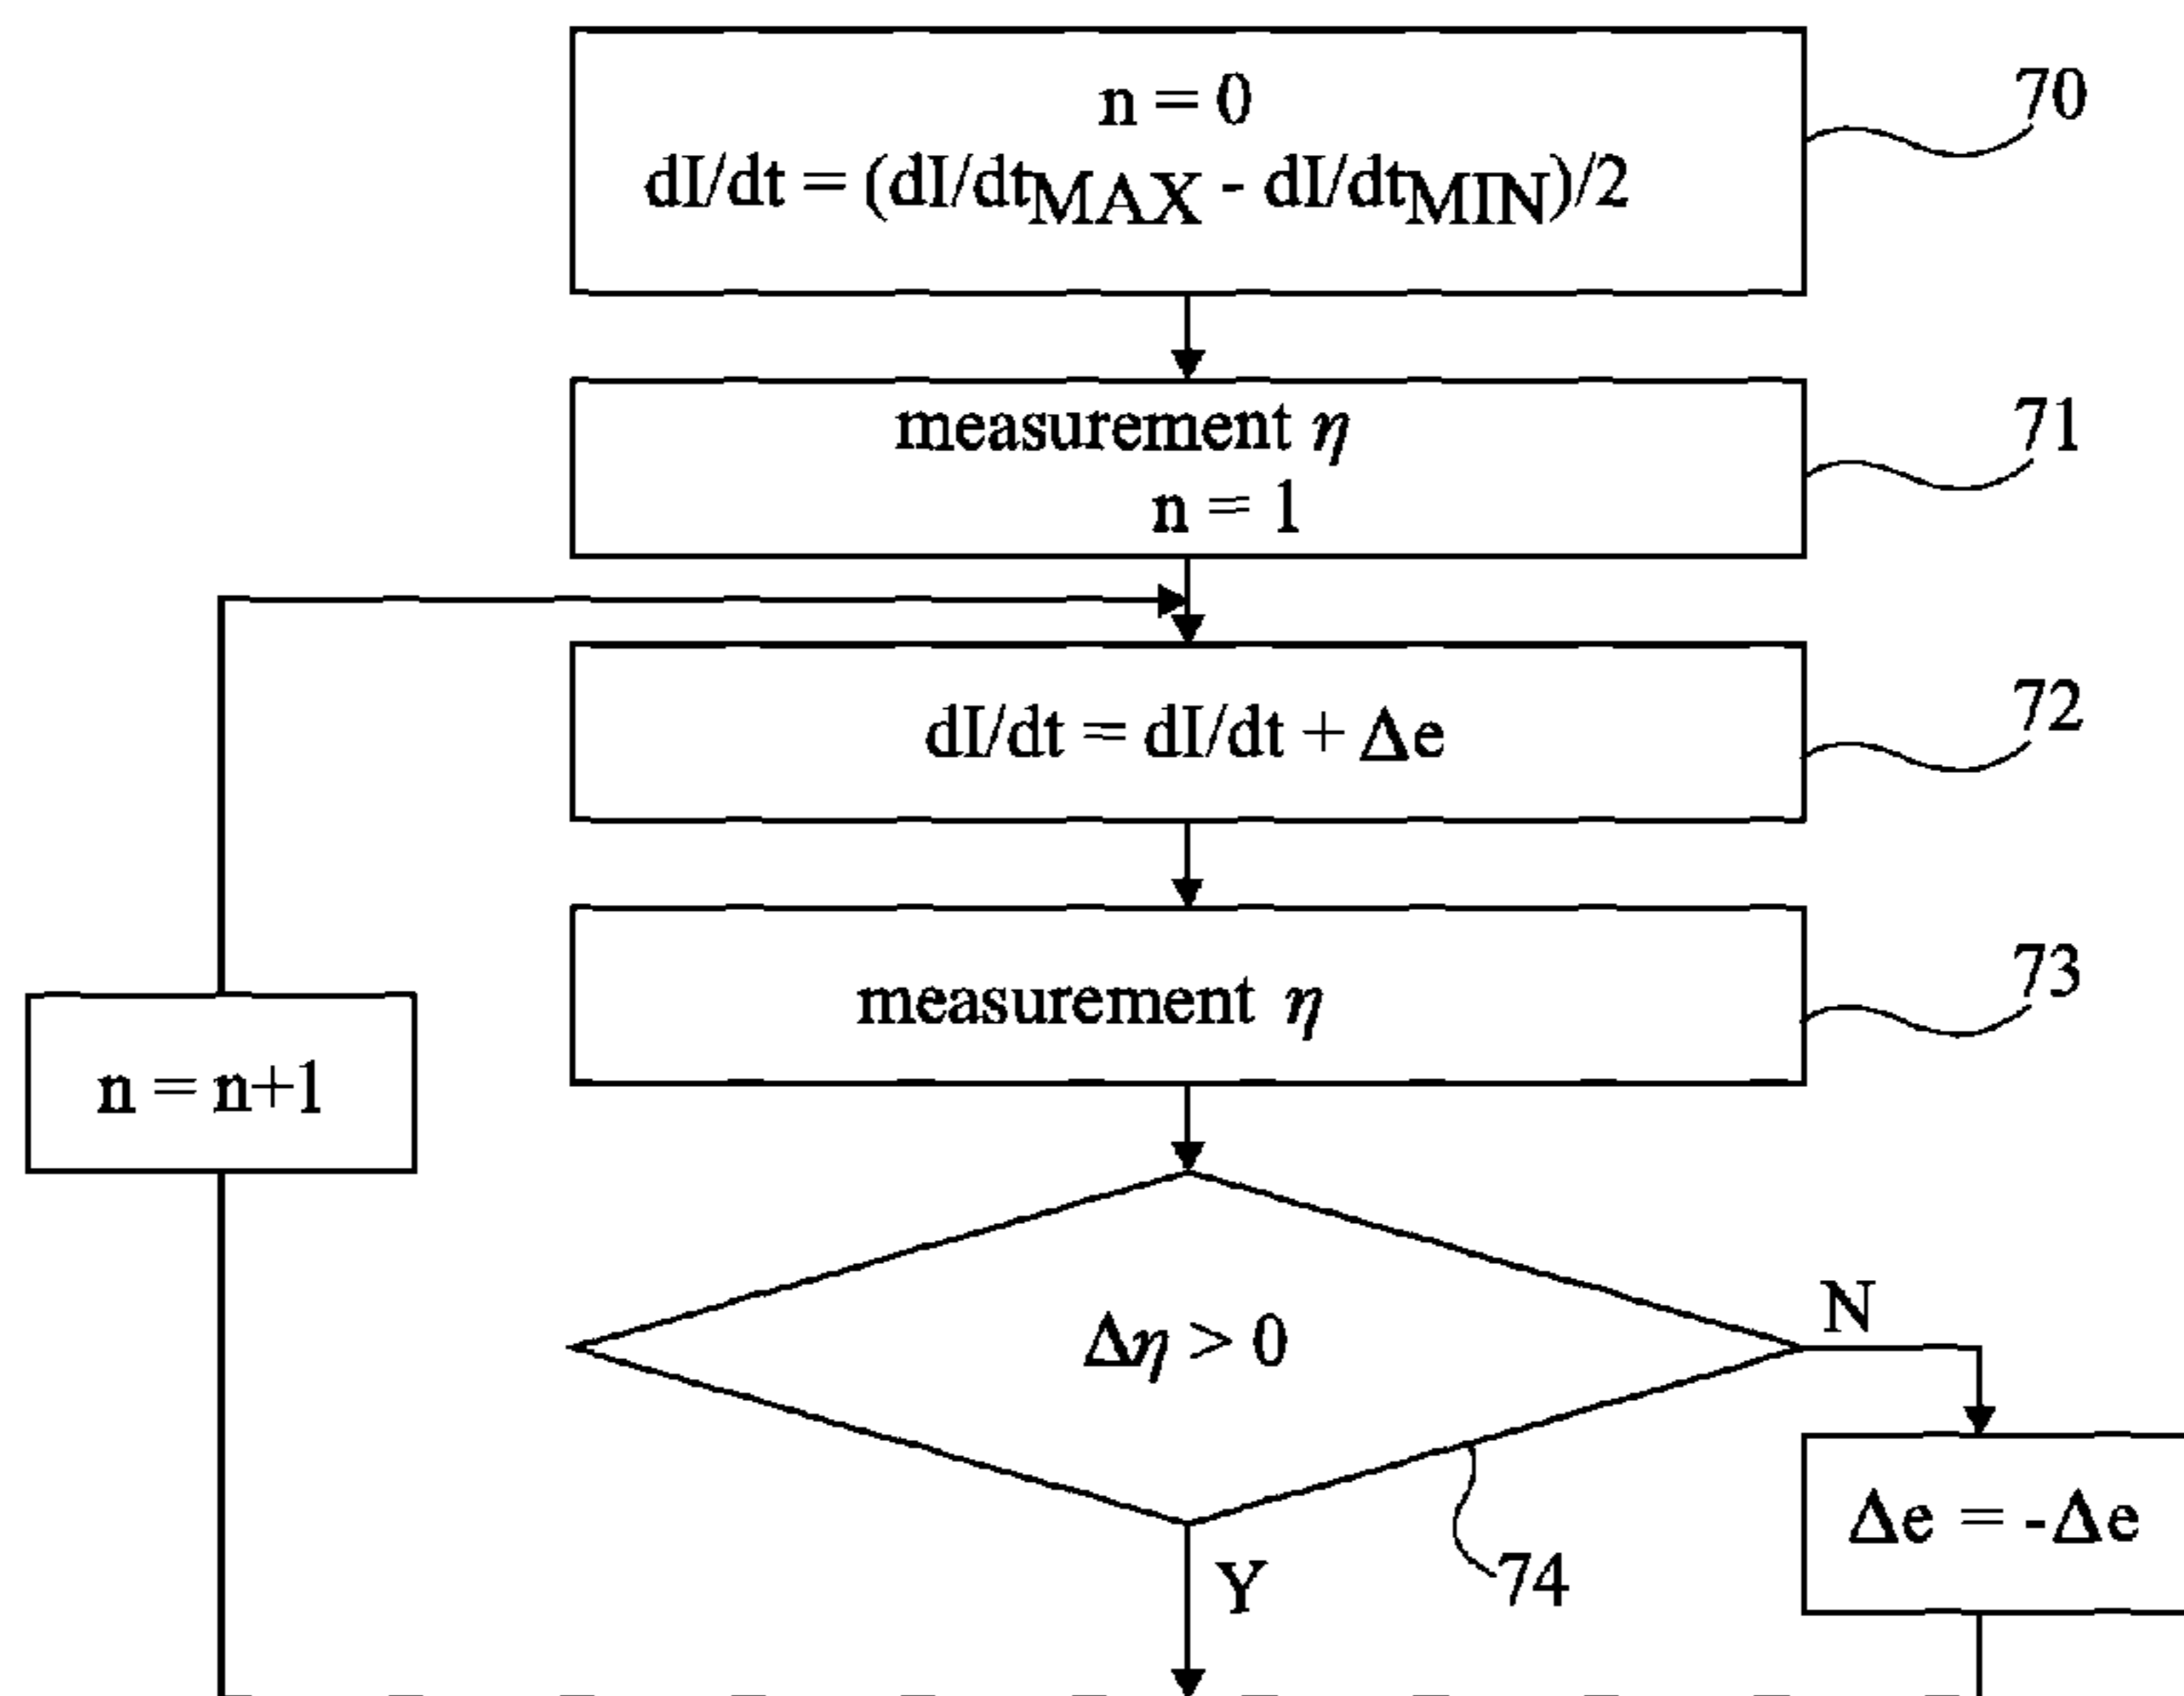 n = 0
dI/dt = (dI/dtMAX - dI/dtMIN)/2
70
measurement η
n = 1
71
dI/dt = dI/dt + Δe
72
measurement η
73
n = n+1
Δη > 0
N
Δe = -Δe
74
Y